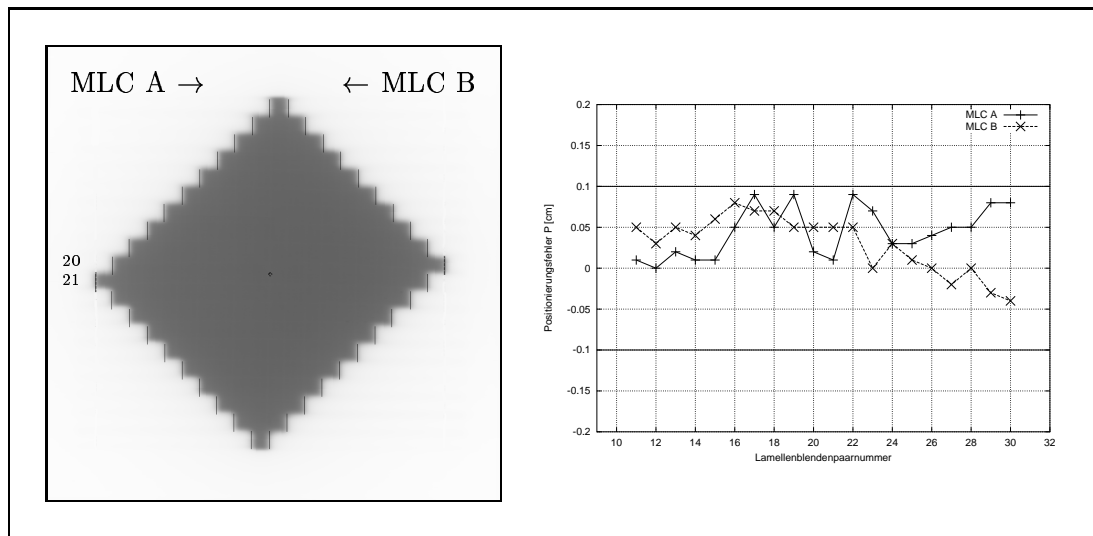 MLC A → ← MLC B
20
21
Positionierungsfehler P [cm]
0.2
0.15
0.1
0.05
0
-0.05
-0.1
-0.15
-0.2
MLC A
MLC B
10 12 14 16 18 20 22 24 26 28 30 32
Lamellenblendenpaarnummer